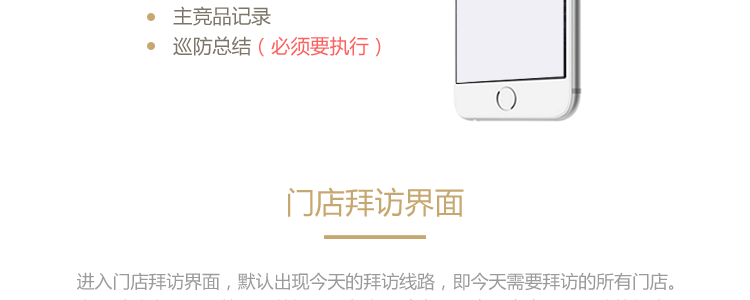 主竞品记录
巡防总结（必须要执行）
门店拜访界面
进入门店拜访界面，默认出现今天的拜访线路，即今天需要拜访的所有门店。